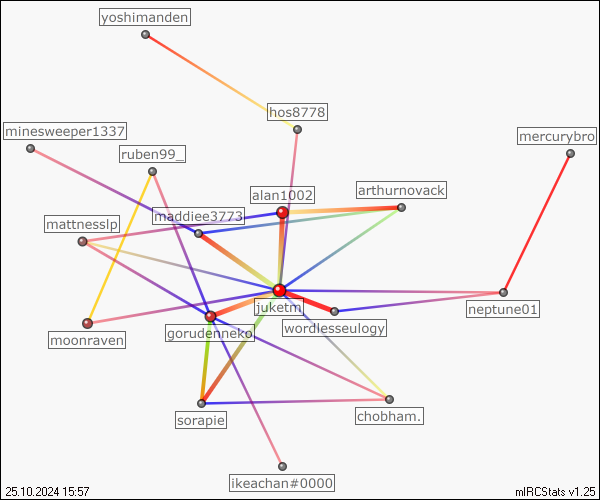 yoshimanden
hos8778
minesweeper1337
mercurybro
ruben99_
alan1002
arthurnovack
maddiee3773
mattnesslp
juketm
neptune01
wordlesseulogy
gorudenneko
moonraven
chobham.
sorapie
ikeachan#0000
25.10.2024 15:57
mIRCStats v1.25